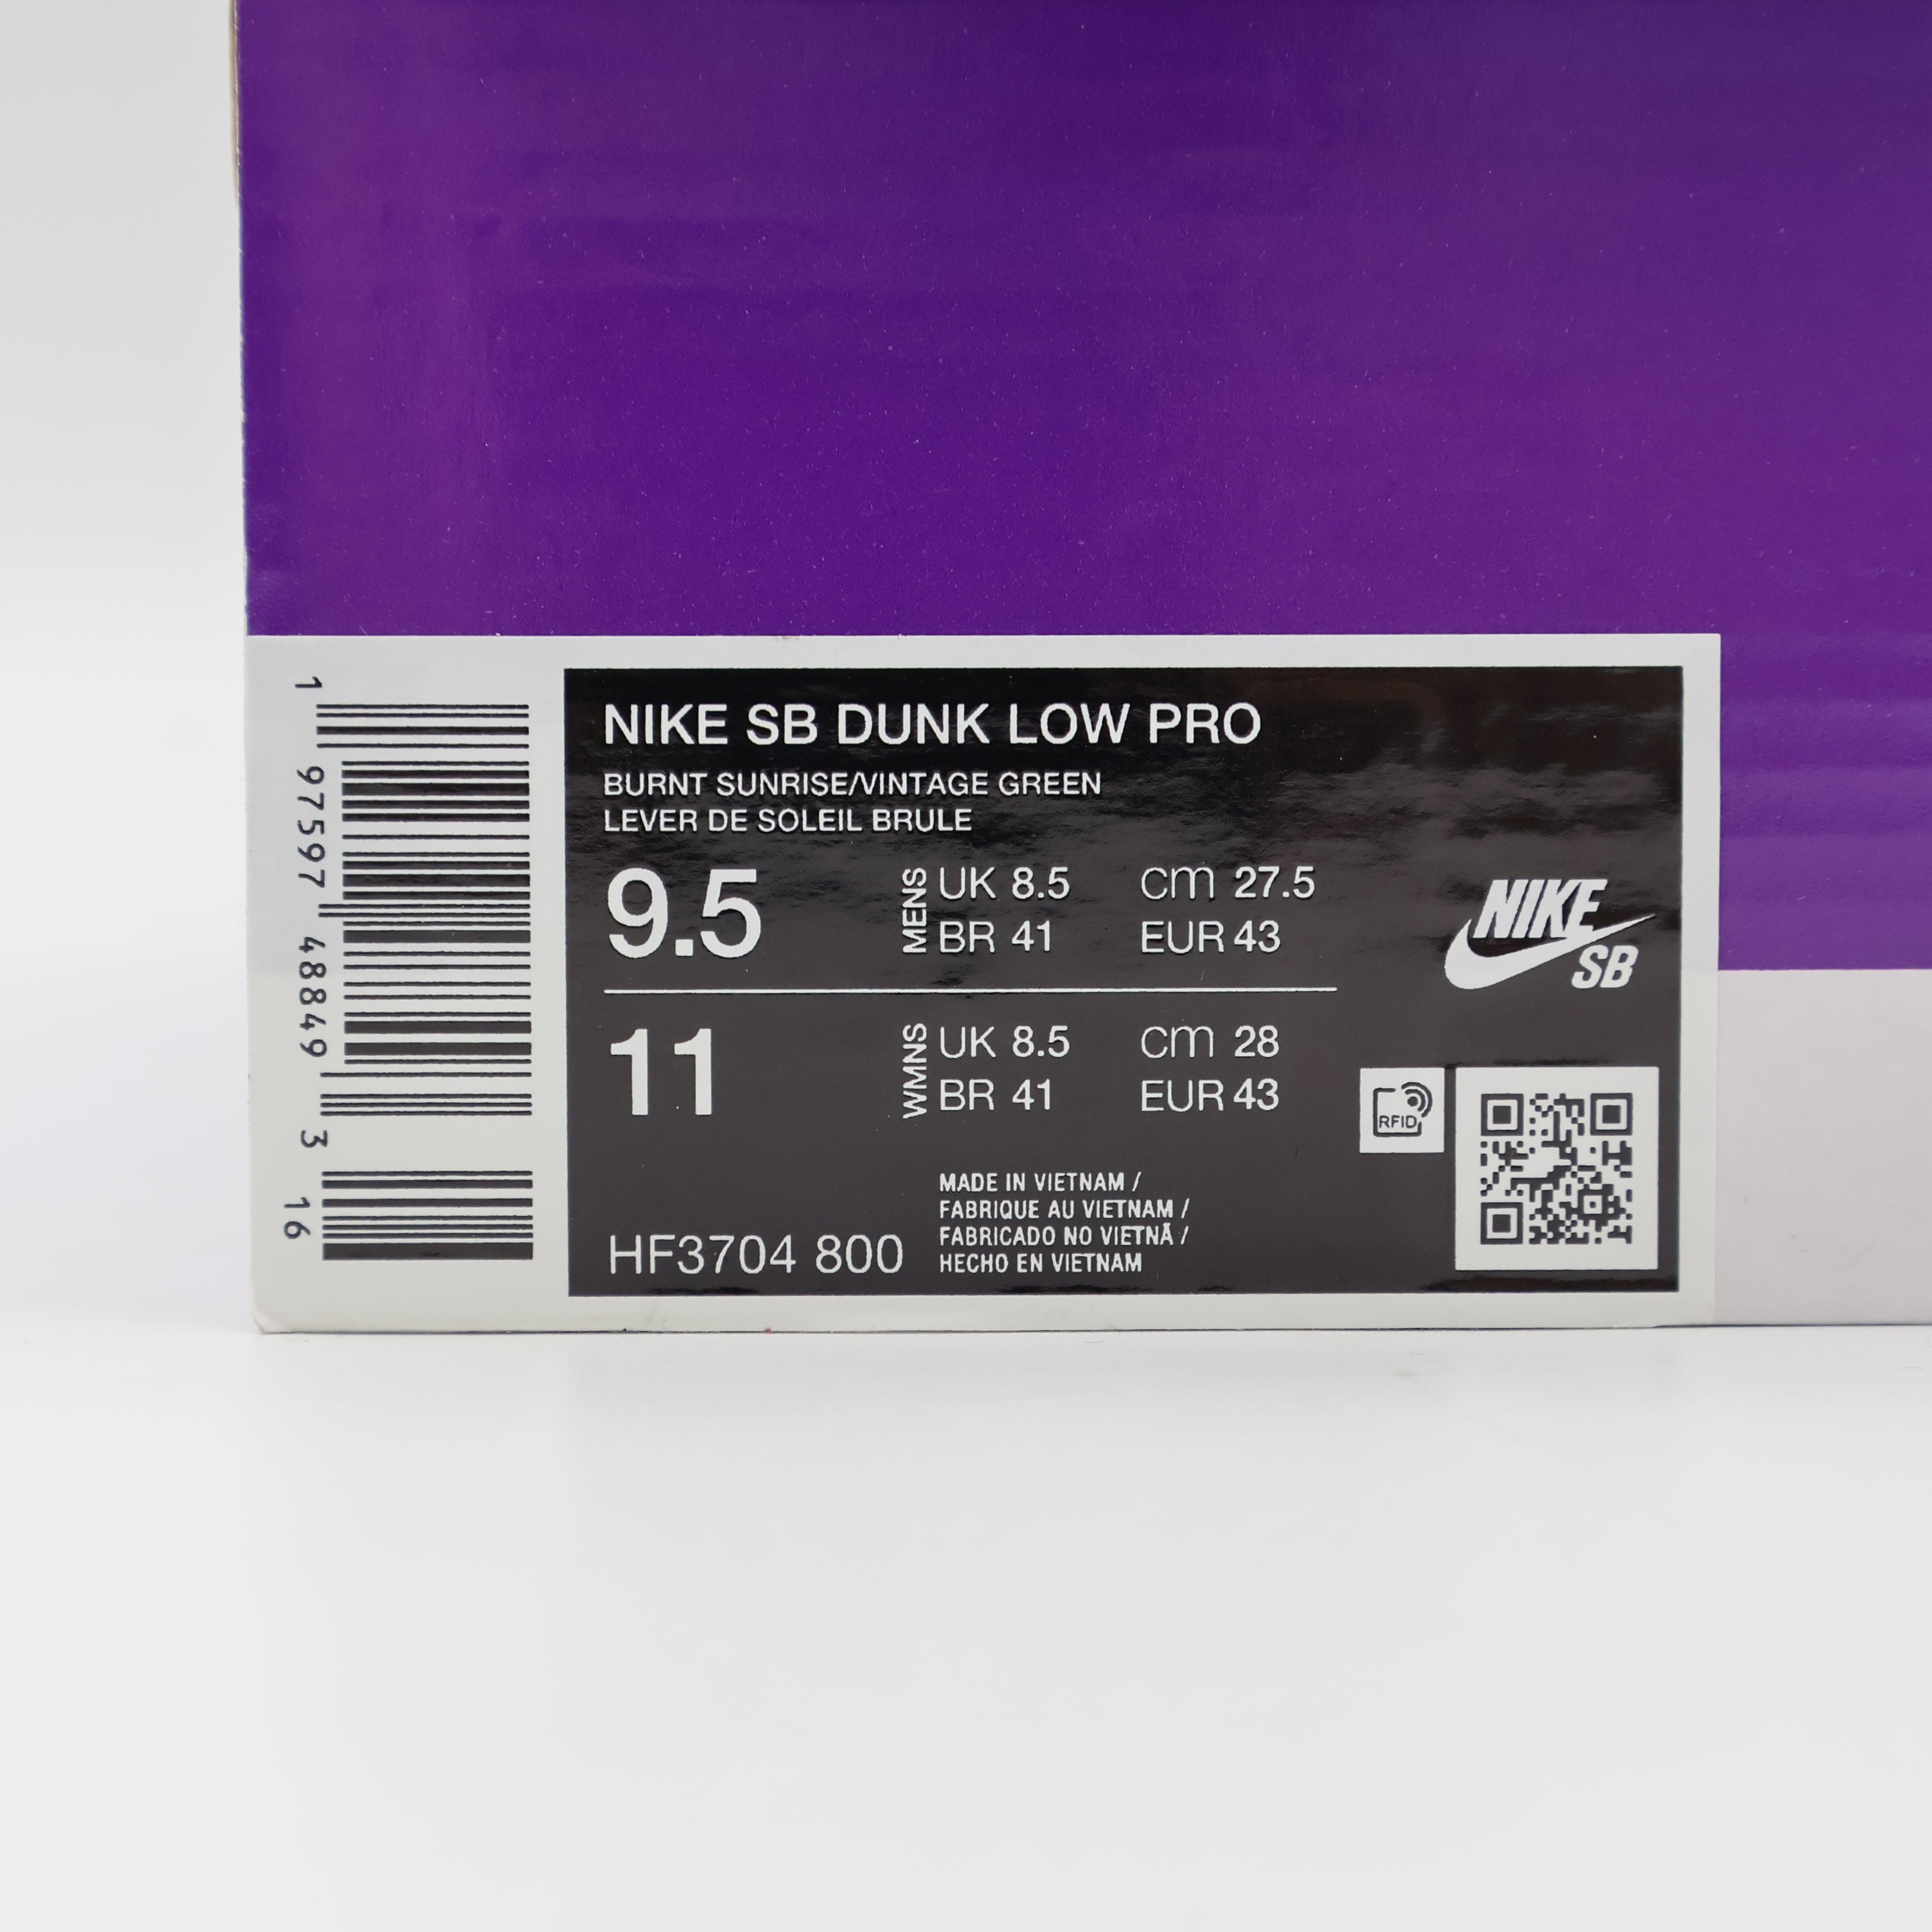 1 97597 48849 3 16
NIKE SB DUNK LOW PRO
BURNT SUNRISE/VINTAGE GREEN
LEVER DE SOLEIL BRULE
9.5 MENS UK 8.5 cm 27.5
BR 41 EUR 43
NIKE
SB
11 WMNS UK 8.5 cm 28
BR 41 EUR 43
RFID
MADE IN VIETNAM /
FABRIQUE AU VIETNAM /
FABRICADO NO VIETNÃ /
HECHO EN VIETNAM
HF3704 800